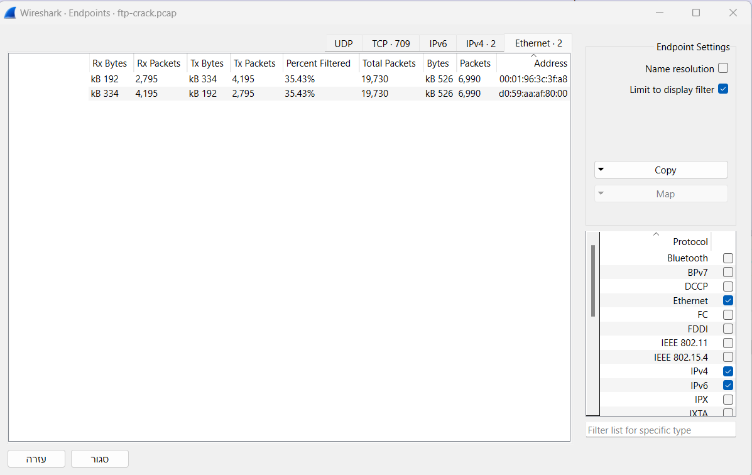 Wireshark · Endpoints · ftp-crack.pcap
UDP TCP · 709 IPv6 IPv4 · 2 Ethernet · 2
Rx Bytes Rx Packets Tx Bytes Tx Packets Percent Filtered Total Packets Bytes Packets Address
kB 192 2,795 kB 334 4,195 35.43% 19,730 kB 526 6,990 00:01:96:3c:3f:a8
kB 334 4,195 kB 192 2,795 35.43% 19,730 kB 526 6,990 d0:59:aa:af:80:00
Endpoint Settings
Name resolution
Limit to display filter
Copy
Map
Protocol
Bluetooth
BPv7
DCCP
Ethernet
FC
FDDI
IEEE 802.11
IEEE 802.15.4
IPv4
IPv6
IPX
IXTA
Filter list for specific type
עזרה סגור